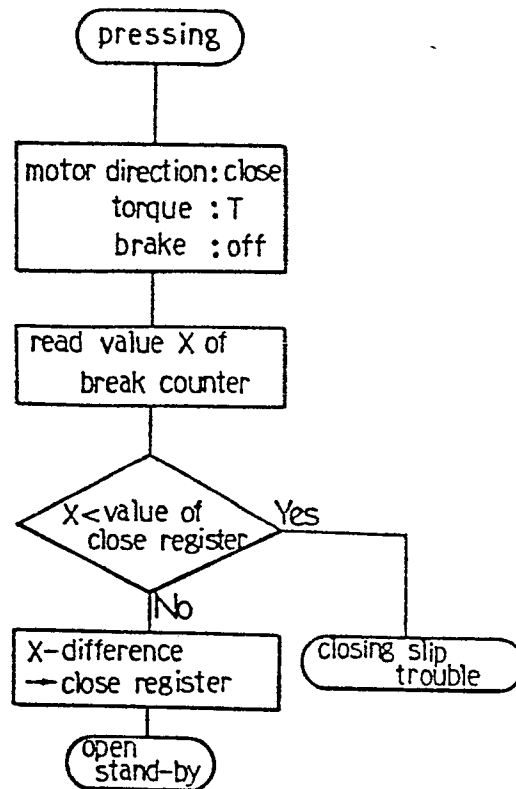 pressing
motor direction: close
torque : T
brake : off
read value X of
break counter
X < value of
close register
Yes
No
X-difference
→ close register
closing slip
trouble
open
stand-by